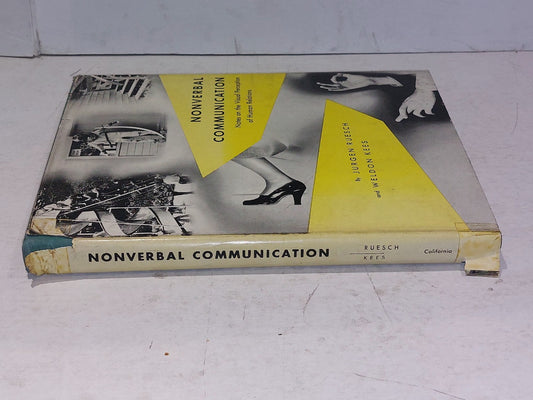 NONVERBAL
COMMUNICATION
Notes on the Visual Perception
of Human Relations
By JURGEN RUESCH
and WELDON KEES
NONVERBAL COMMUNICATION
RUESCH
KEES
California